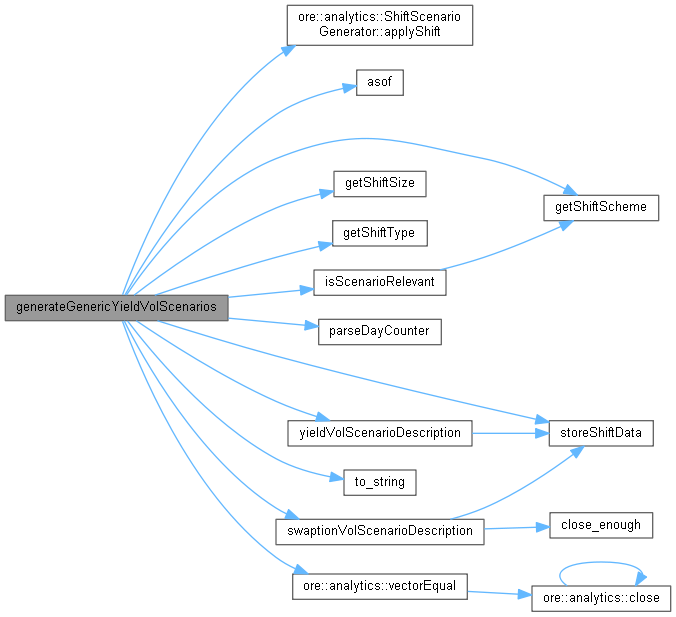 ore::analytics::ShiftScenario
Generator::applyShift
asof
getShiftSize
getShiftScheme
getShiftType
isScenarioRelevant
generateGenericYieldVolScenarios
parseDayCounter
yieldVolScenarioDescription
storeShiftData
to_string
swaptionVolScenarioDescription
close_enough
ore::analytics::vectorEqual
ore::analytics::close